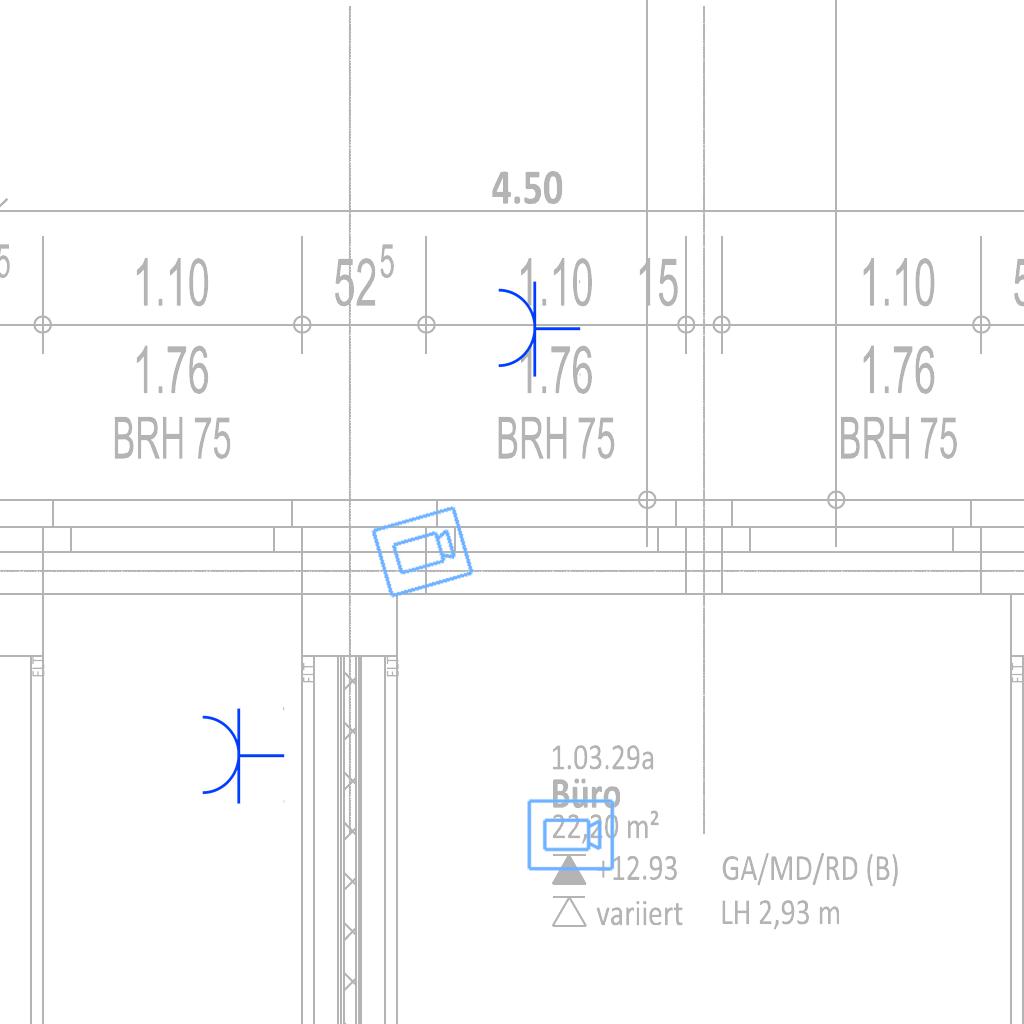 4.50
5 1.10 52⁵ 1.10 15 1.10 5
1.76 1.76 1.76
BRH 75 BRH 75 BRH 75
1.03.29a
Büro
22,20 m²
+12.93 GA/MD/RD (B)
variiert LH 2,93 m